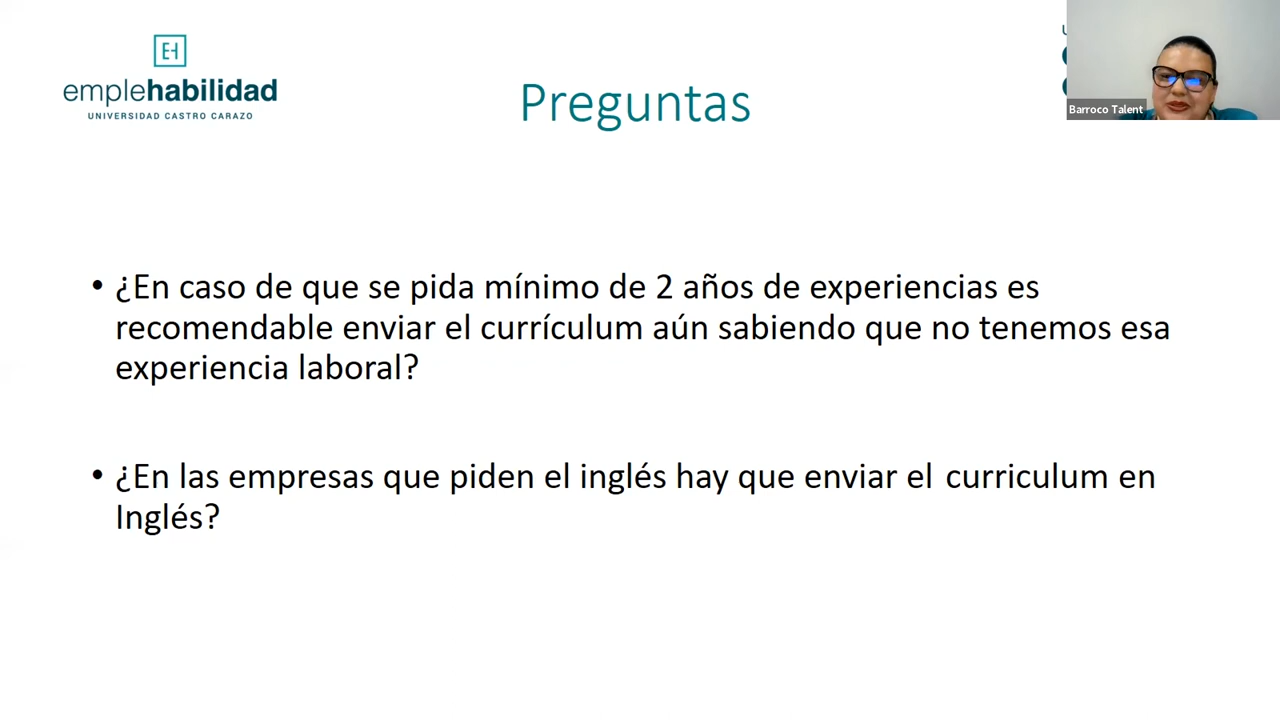 EH
emplehabilidad
UNIVERSIDAD CASTRO CARAZO
Preguntas
Barroco Talent
• ¿En caso de que se pida mínimo de 2 años de experiencias es
recomendable enviar el currículum aún sabiendo que no tenemos esa
experiencia laboral?
• ¿En las empresas que piden el inglés hay que enviar el curriculum en
Inglés?